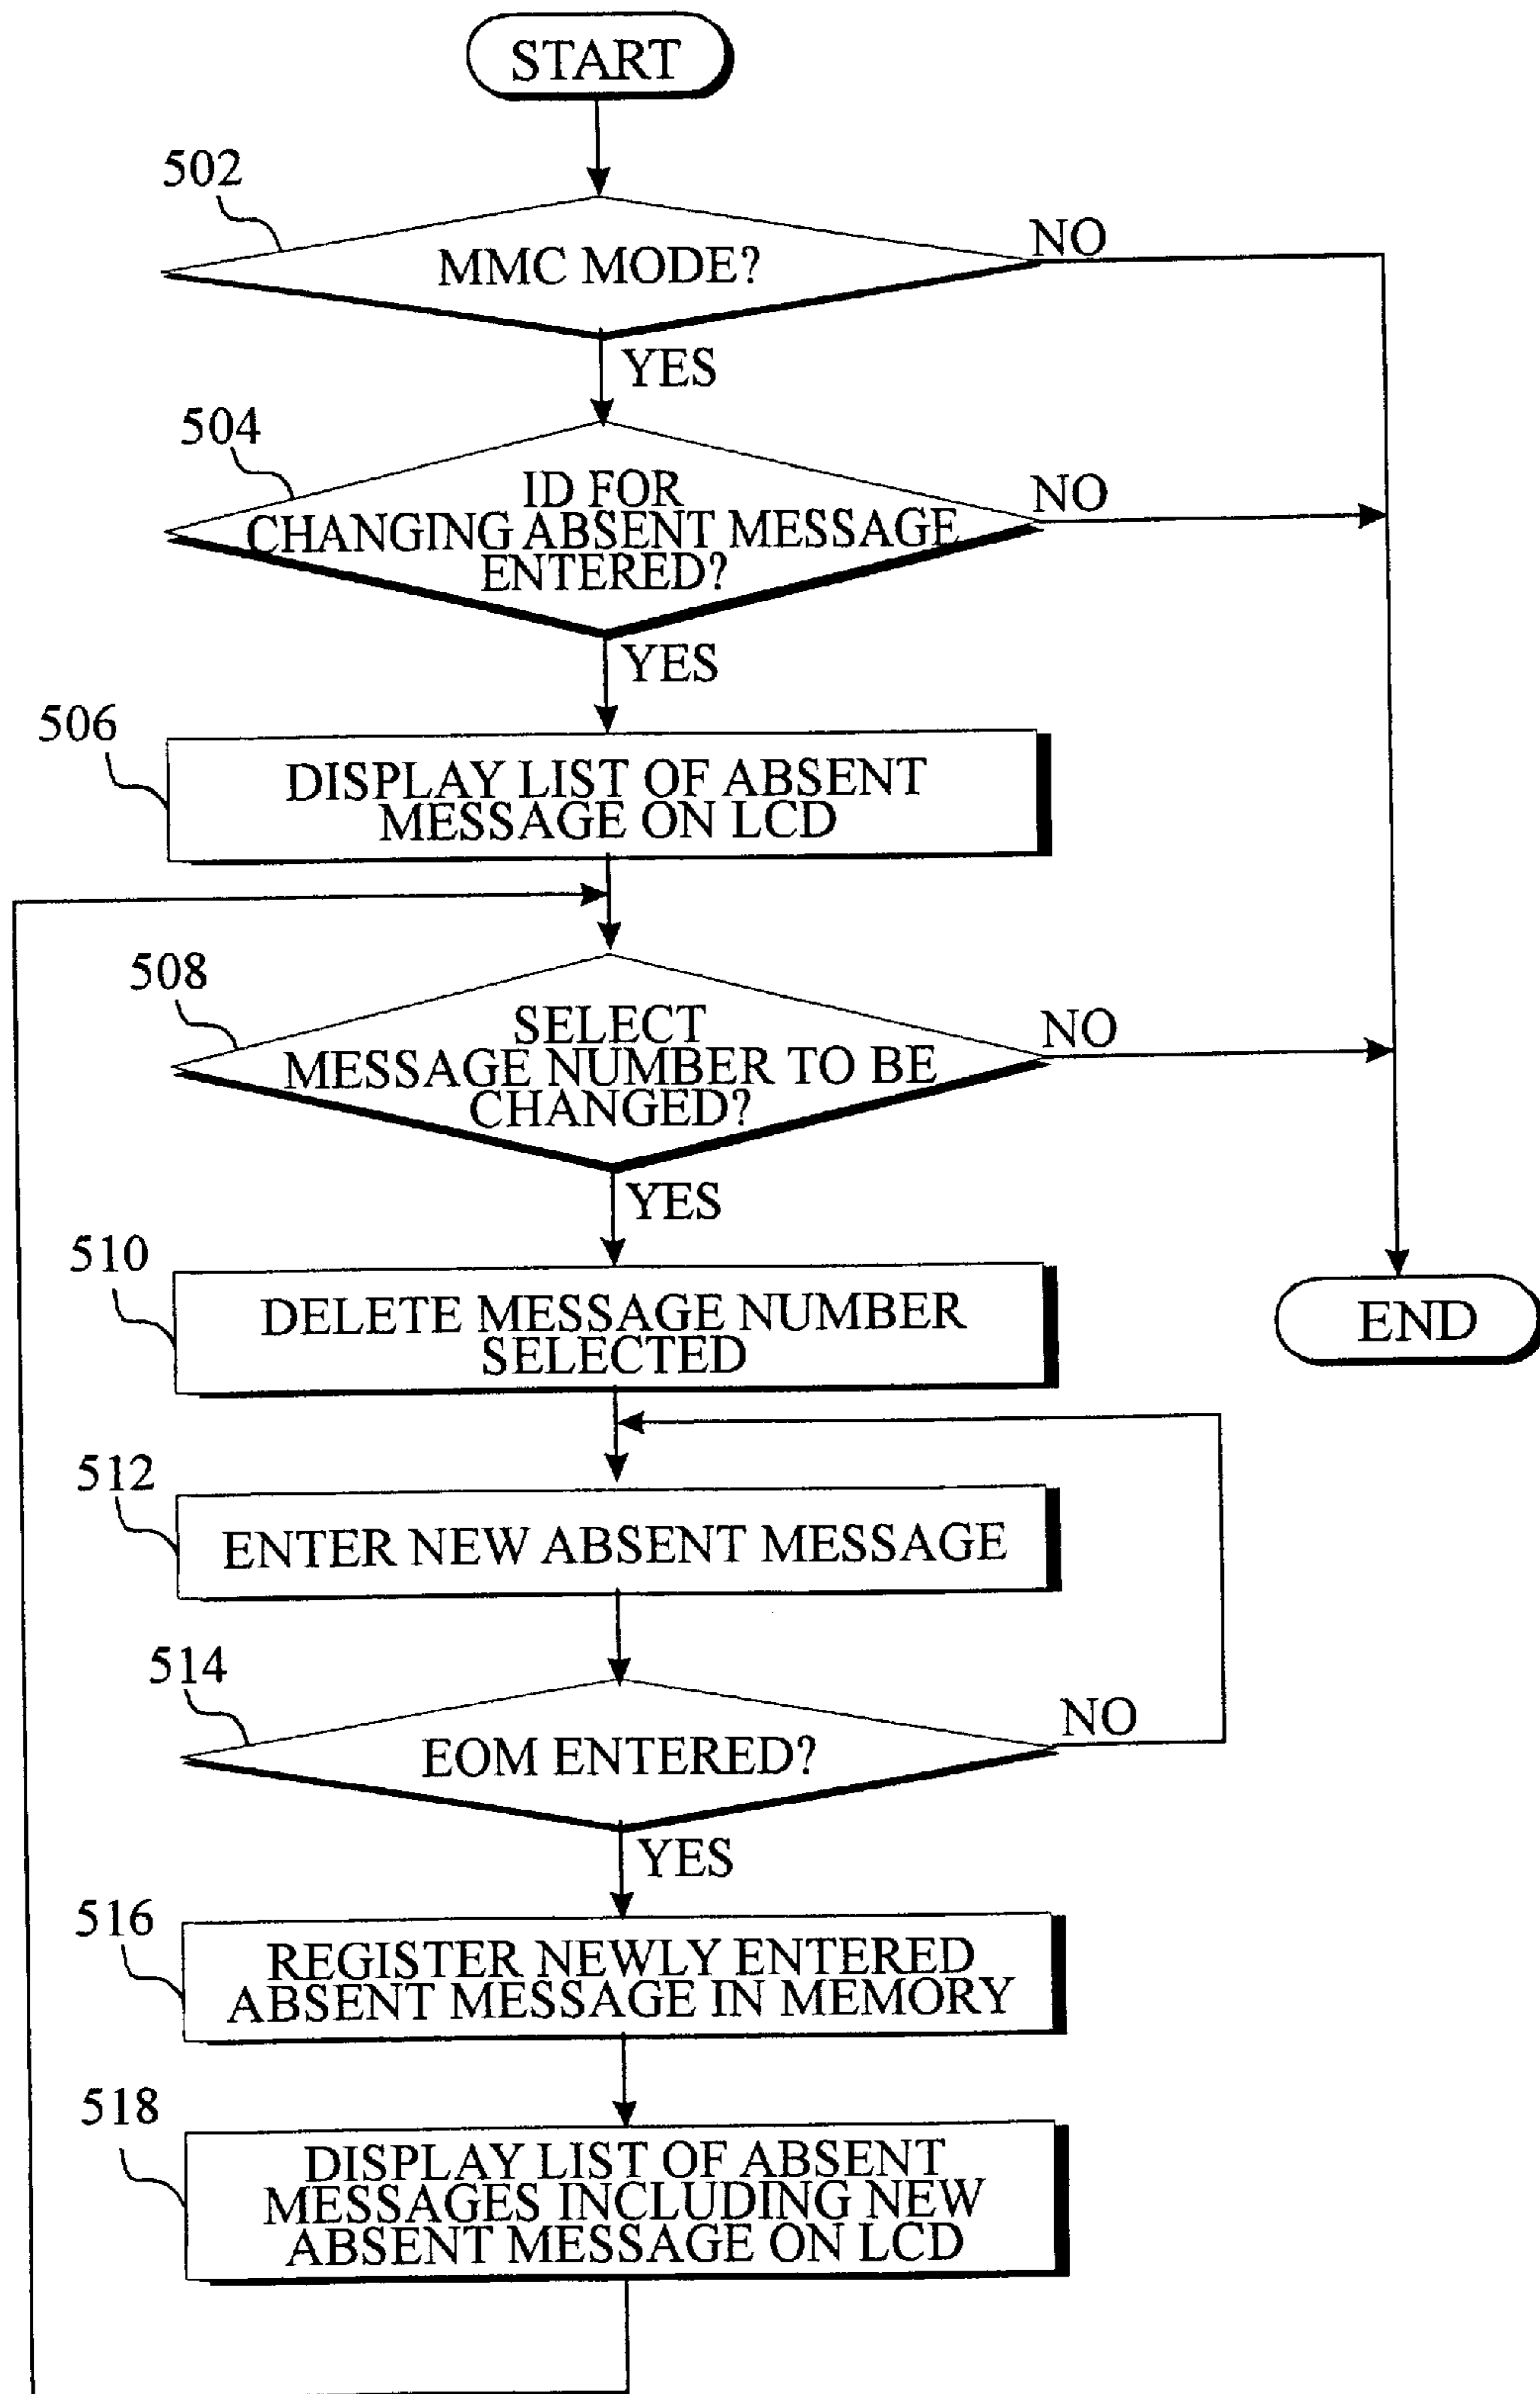 START
502
MMC MODE?
NO
YES
504
ID FOR
CHANGING ABSENT MESSAGE
ENTERED?
NO
YES
506
DISPLAY LIST OF ABSENT
MESSAGE ON LCD
508
SELECT
MESSAGE NUMBER TO BE
CHANGED?
NO
YES
510
DELETE MESSAGE NUMBER
SELECTED
END
512
ENTER NEW ABSENT MESSAGE
514
EOM ENTERED?
NO
YES
516
REGISTER NEWLY ENTERED
ABSENT MESSAGE IN MEMORY
518
DISPLAY LIST OF ABSENT
MESSAGES INCLUDING NEW
ABSENT MESSAGE ON LCD